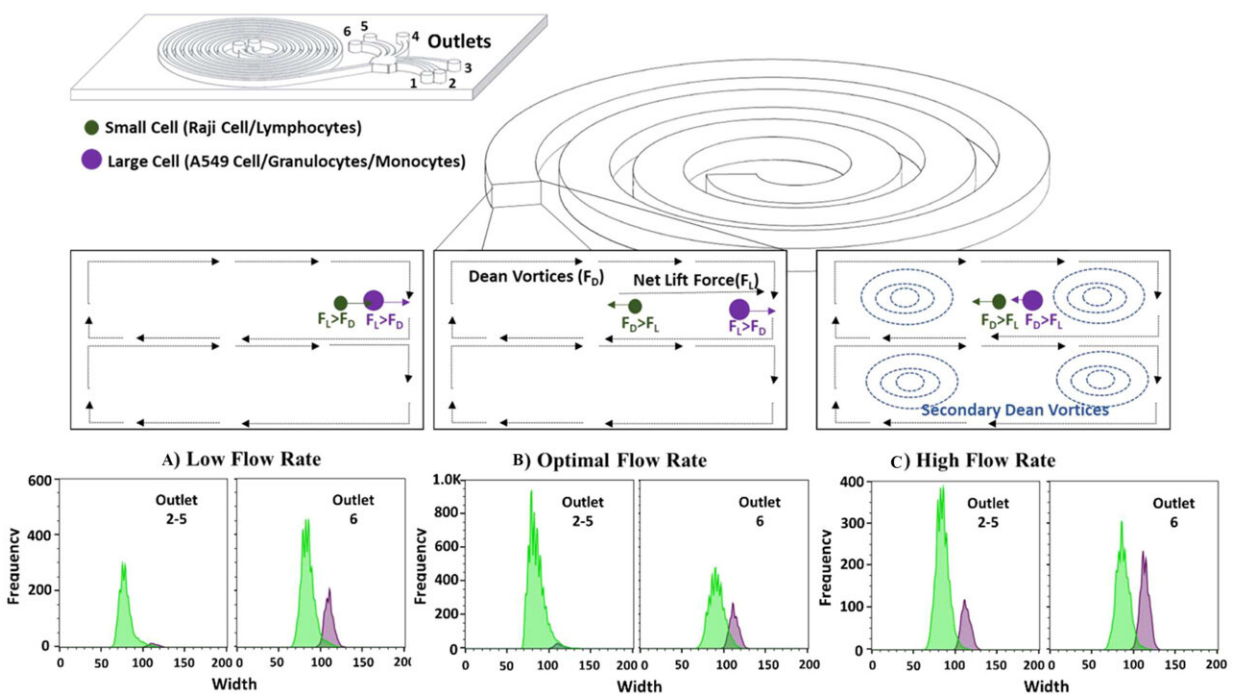 6 5 4 Outlets
3
1 2
Small Cell (Raji Cell/Lymphocytes)
Large Cell (A549 Cell/Granulocytes/Monocytes)
FL>FD FL>FD
Dean Vortices (FD)
Net Lift Force(FL)
FD>FL FL>FD
FD>FL FD>FL
Secondary Dean Vortices
A) Low Flow Rate
600
400
200
0
Frequency
Outlet
2-5
Outlet
6
0 50 100 150 200
0 50 100 150 200
Width
B) Optimal Flow Rate
1.0K
800
600
400
200
0
Frequency
Outlet
2-5
Outlet
6
0 50 100 150 200
0 50 100 150 200
Width
C) High Flow Rate
400
300
200
100
0
Frequency
Outlet
2-5
Outlet
6
0 50 100 150 200
0 50 100 150 200
Width